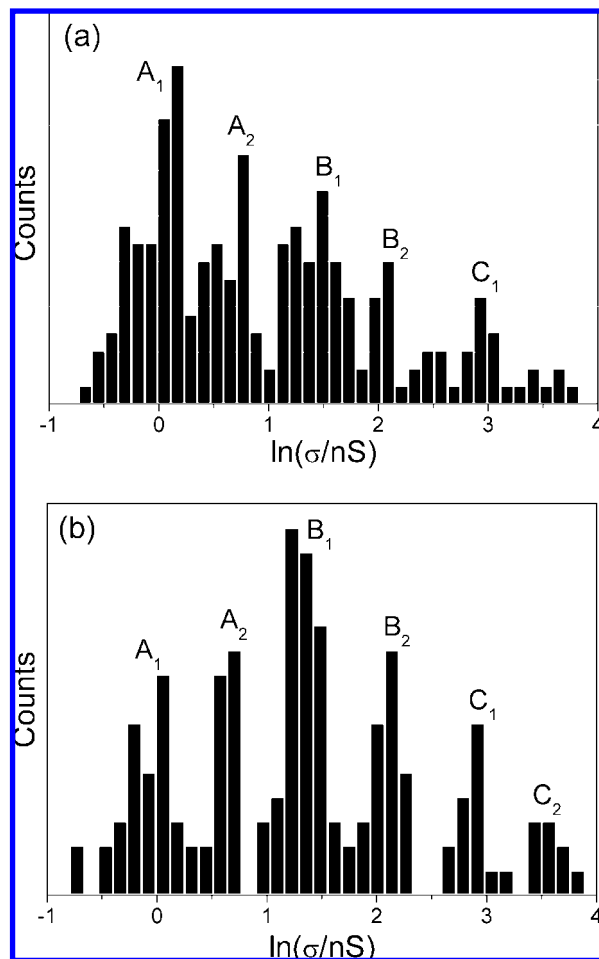 (a)
A₁
A₂
B₁
B₂
C₁
Counts
-1 0 1 2 3 4
ln(σ/nS)
(b)
B₁
A₂
A₁
B₂
C₁
C₂
Counts
-1 0 1 2 3 4
ln(σ/nS)